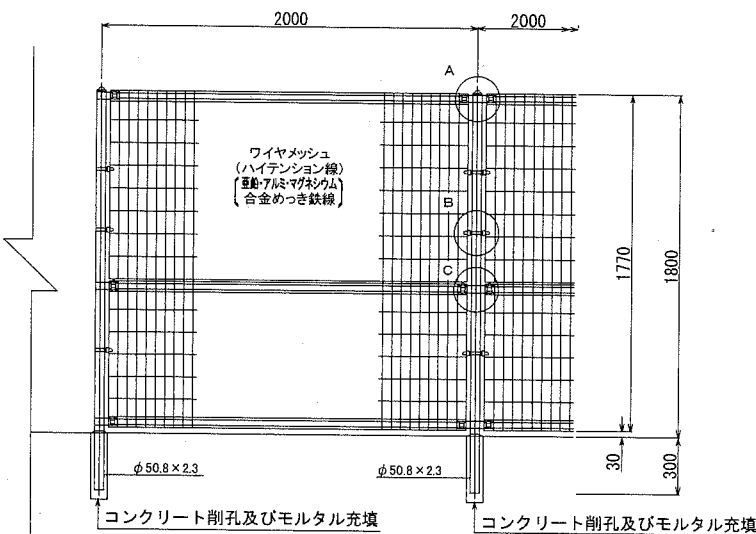 2000
2000
A
ワイヤメッシュ
(ハイテンション線)
亜鉛・アルミ・マグネシウム
合金めっき鉄線
B
C
1770
1800
30
300
φ50.8×2.3
φ50.8×2.3
コンクリート削孔及びモルタル充填
コンクリート削孔及びモルタル充填